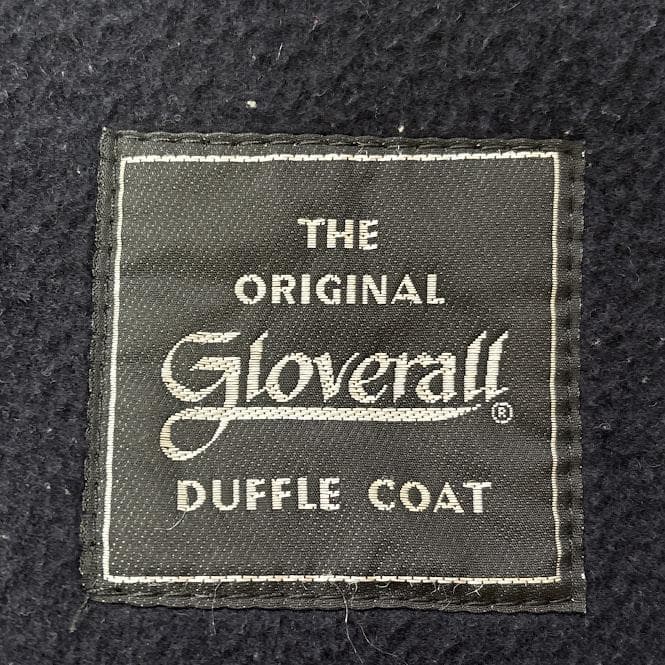 THE
ORIGINAL
Gloverall®
DUFFLE COAT